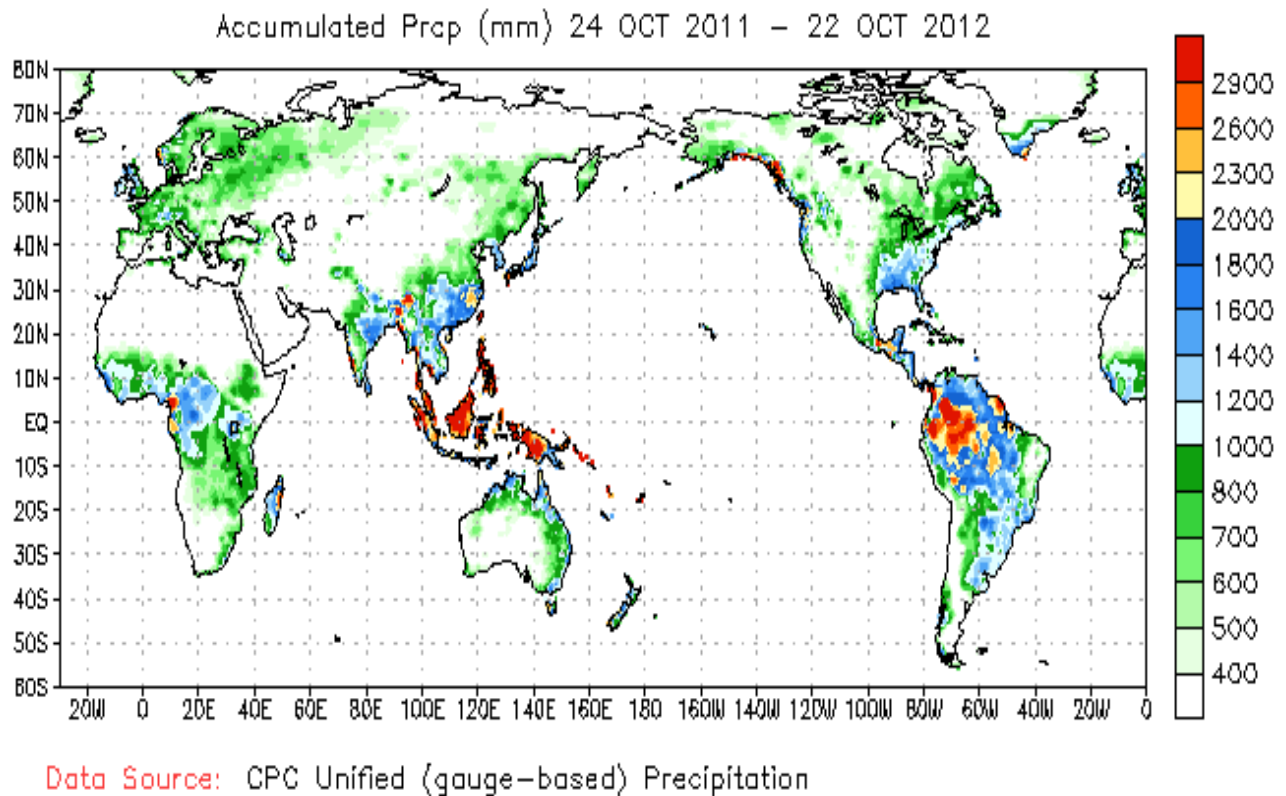 Accumulated Prcp (mm) 24 OCT 2011 – 22 OCT 2012
80N
70N
60N
50N
40N
30N
20N
10N
EQ
10S
20S
30S
40S
50S
60S
20W 0 20E 40E 60E 80E 100E 120E 140E 160E 180 160W 140W 120W 100W 80W 60W 40W 20W 0
2900
2600
2300
2000
1800
1600
1400
1200
1000
800
700
600
500
400
Data Source: CPC Unified (gauge-based) Precipitation